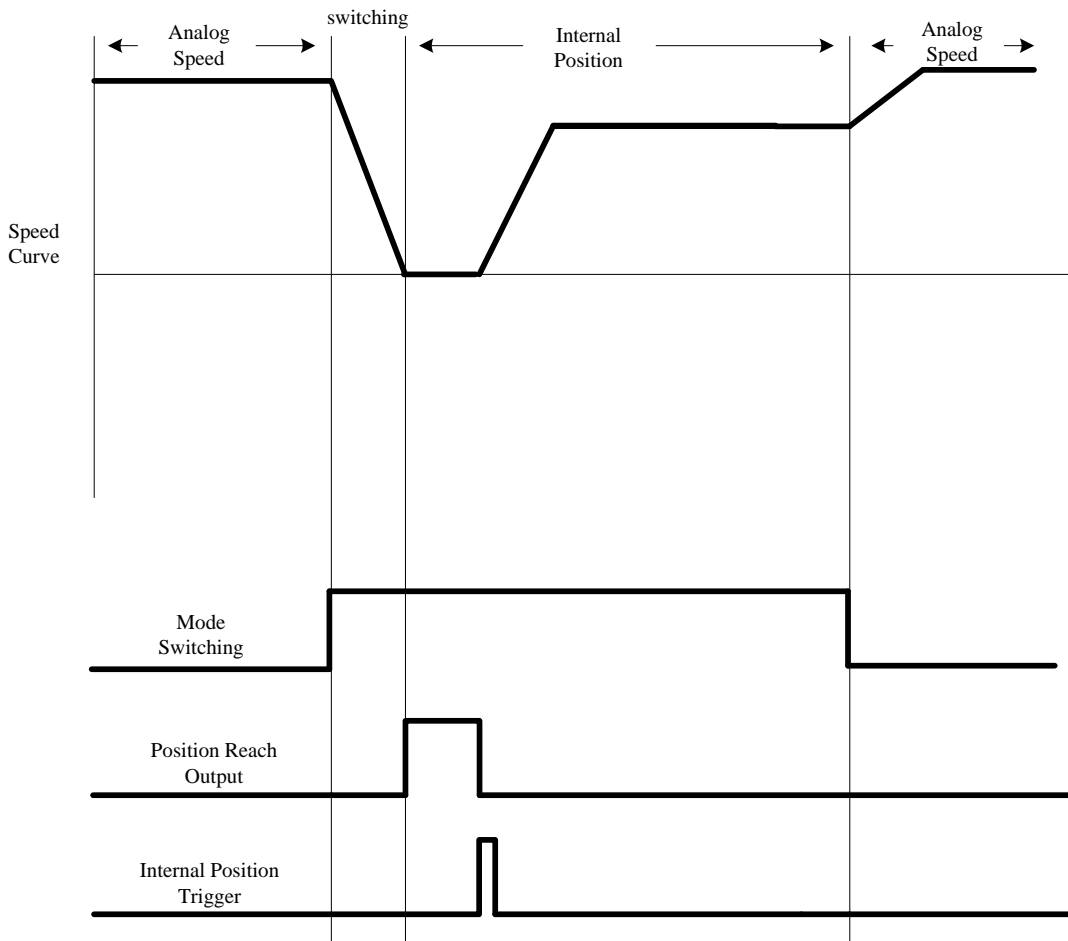 switching
Analog
Speed
Internal
Position
Analog
Speed
Speed
Curve
Mode
Switching
Position Reach
Output
Internal Position
Trigger